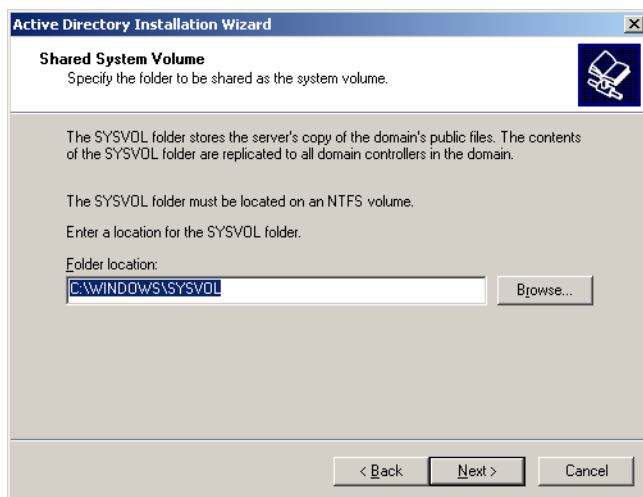 Active Directory Installation Wizard
Shared System Volume
Specify the folder to be shared as the system volume.
The SYSVOL folder stores the server's copy of the domain's public files. The contents
of the SYSVOL folder are replicated to all domain controllers in the domain.
The SYSVOL folder must be located on an NTFS volume.
Enter a location for the SYSVOL folder.
Folder location:
C:\WINDOWS\SYSVOL
Browse...
< Back
Next >
Cancel